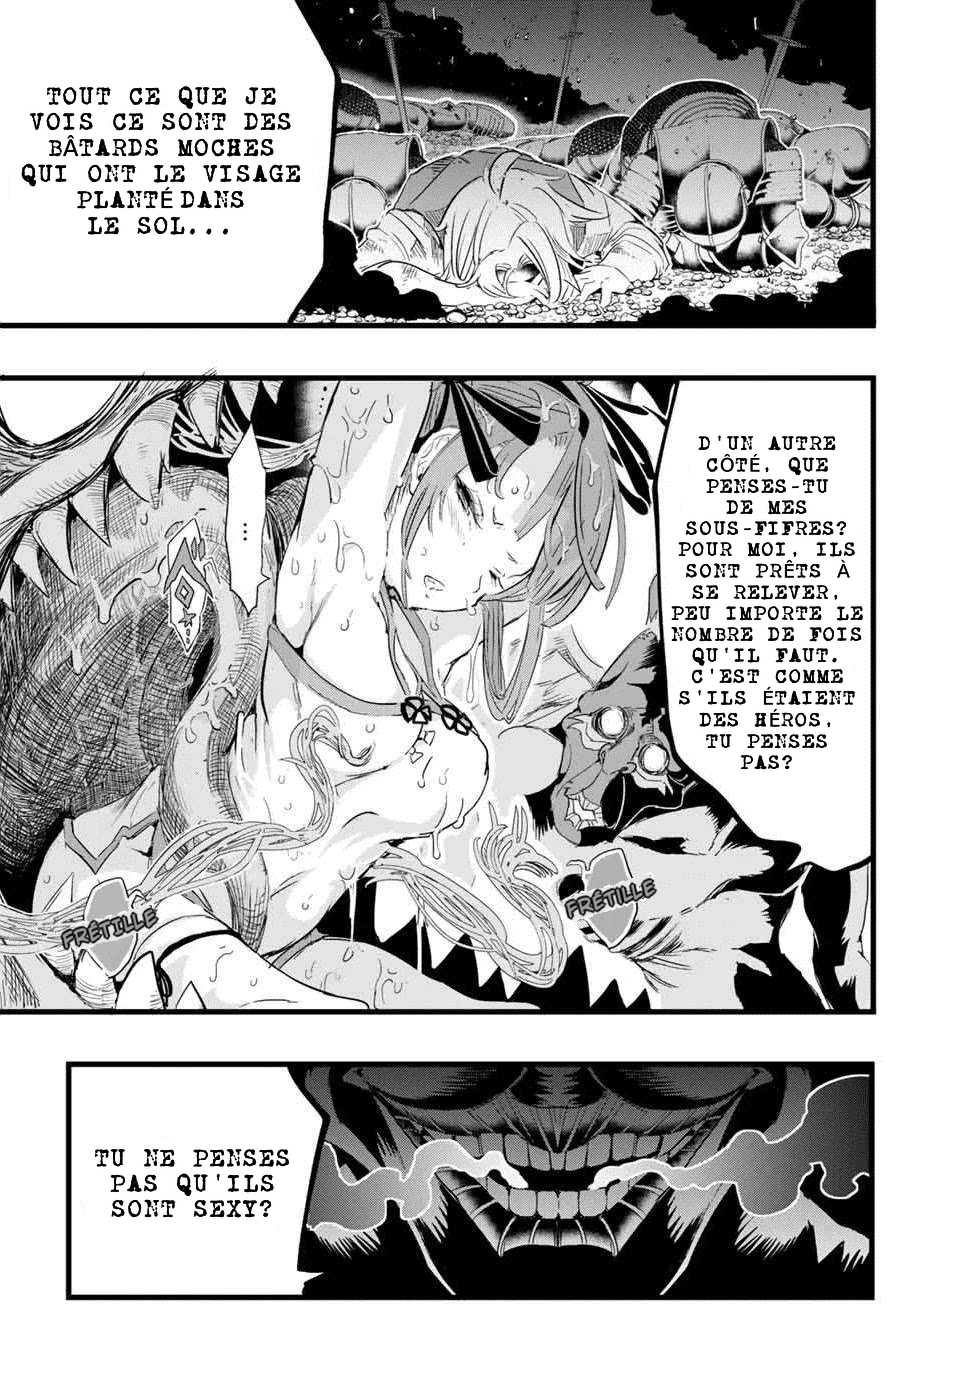 TOUT CE QUE JE
VOIS CE SONT DES
BÂTARDS MOCHES
QUI ONT LE VISAGE
PLANTÉ DANS
LE SOL...
D'UN AUTRE
CÔTÉ, QUE
PENSES-TU
DE MES
SOUS-FIFRES?
POUR MOI, ILS
SONT PRÊTS À
SE RELEVER,
PEU IMPORTE LE
NOMBRE DE FOIS
QU'IL FAUT.
C'EST COMME
S'ILS ÉTAIENT
DES HÉROS,
TU PENSES
PAS?
...
...
FRÉTILLE
FRÉTILLE
TU NE PENSES
PAS QU'ILS
SONT SEXY?